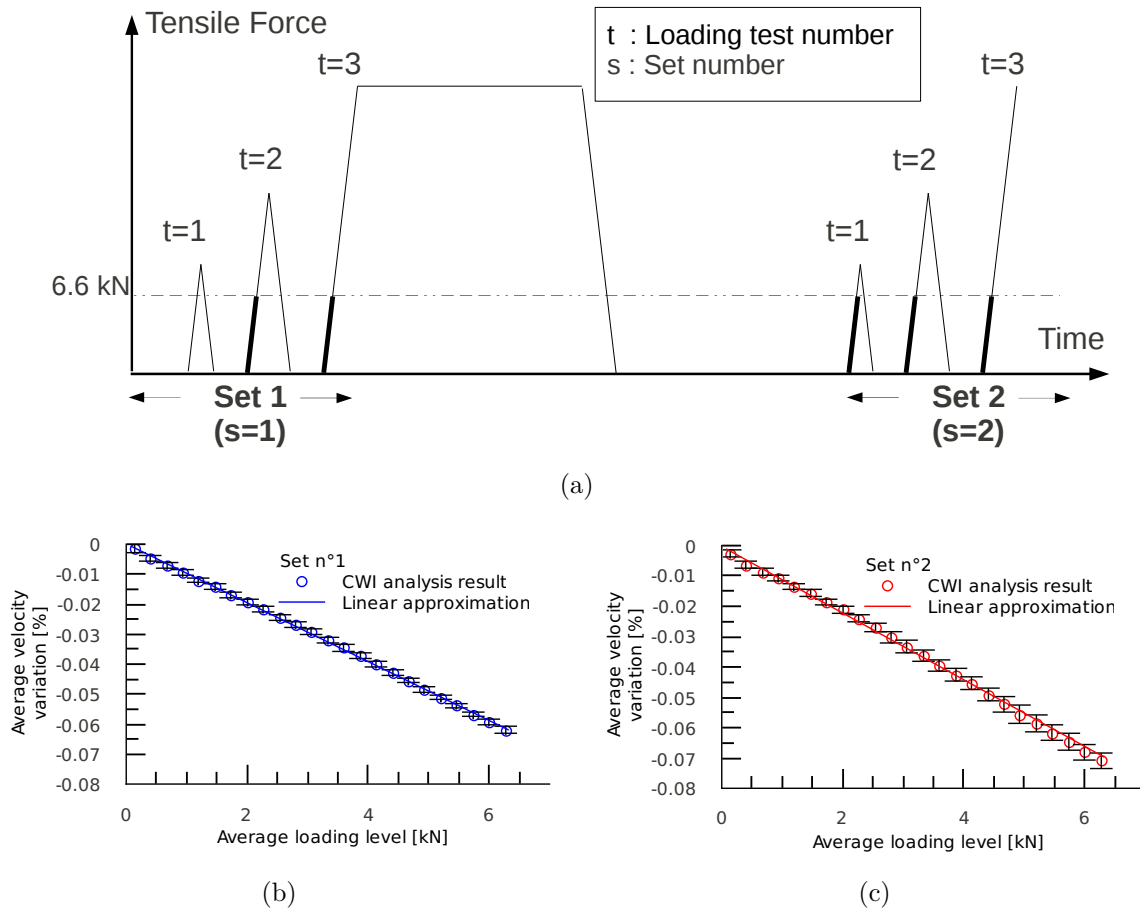 Tensile Force
t : Loading test number
s : Set number
t=3
t=3
t=2
t=2
t=1
t=1
6.6 kN
Time
Set 1
(s=1)
Set 2
(s=2)
(a)
0
-0.01
-0.02
-0.03
-0.04
-0.05
-0.06
-0.07
-0.08
Average velocity
variation [%]
Set n°1
CWI analysis result
Linear approximation
0
2
4
6
Average loading level [kN]
(b)
0
-0.01
-0.02
-0.03
-0.04
-0.05
-0.06
-0.07
-0.08
Average velocity
variation [%]
Set n°2
CWI analysis result
Linear approximation
0
2
4
6
Average loading level [kN]
(c)